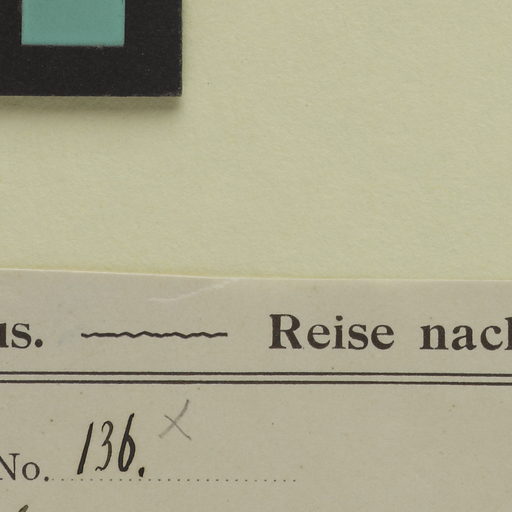 us. Reise nach
No. 136. x